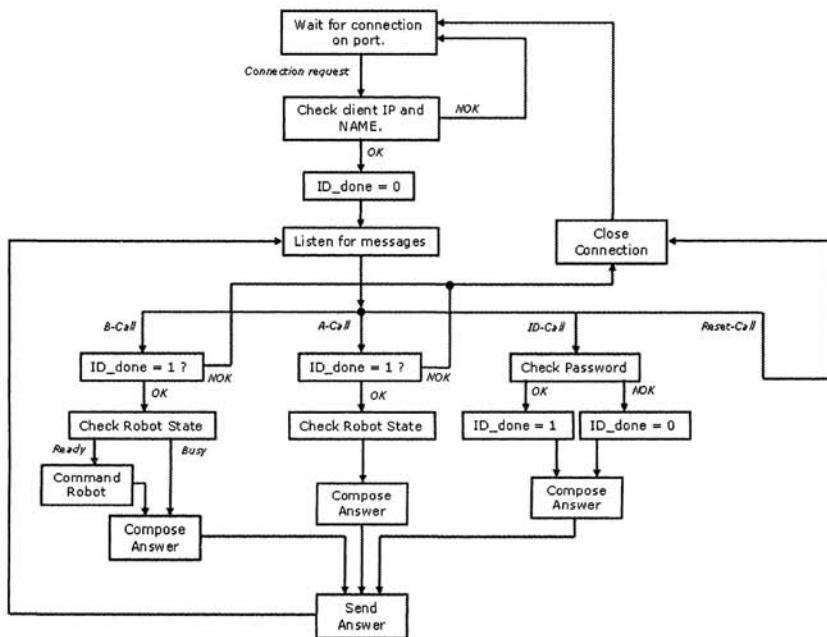 Wait for connection
on port.
Connection request
Check client IP and
NAME.
NOK
OK
ID_done = 0
Listen for messages
Close
Connection
B-Call
A-Call
ID-Call
Reset-Call
ID_done = 1 ?
NOK
ID_done = 1 ?
NOK
Check Password
OK
OK
OK
NOK
Check Robot State
Check Robot State
ID_done = 1
ID_done = 0
Ready
Busy
Command
Robot
Compose
Answer
Compose
Answer
Compose
Answer
Send
Answer